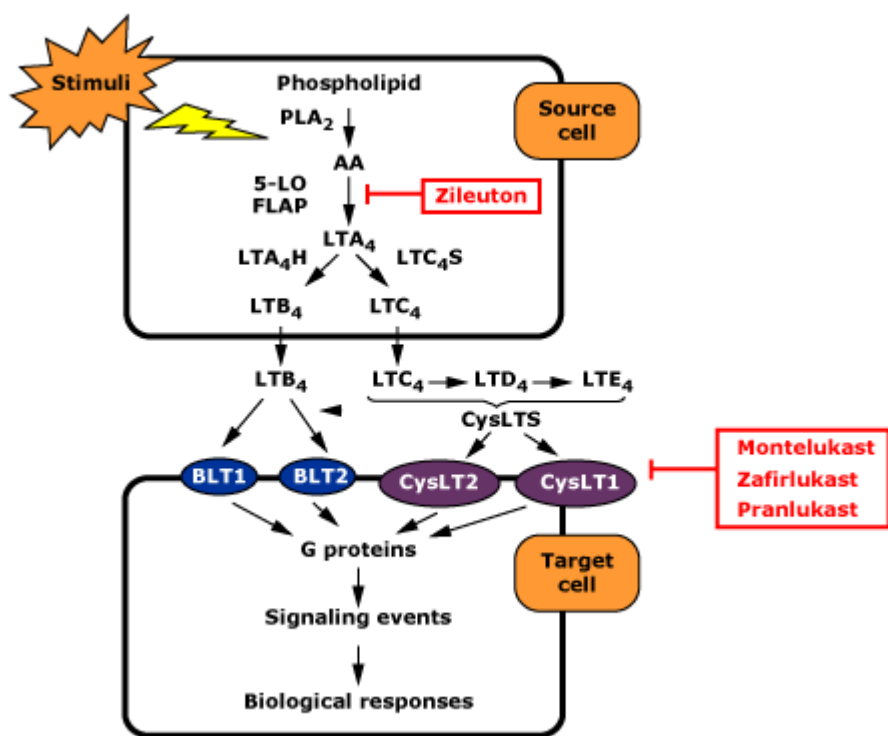 Stimuli
Phospholipid
Source
cell
PLA₂
AA
5-LO
FLAP
Zileuton
LTA₄
LTA₄H
LTC₄S
LTB₄
LTC₄
LTB₄
LTC₄
LTD₄
LTE₄
CysLTS
BLT1
BLT2
CysLT2
CysLT1
Montelukast
Zafirlukast
Pranlukast
G proteins
Target
cell
Signaling events
Biological responses